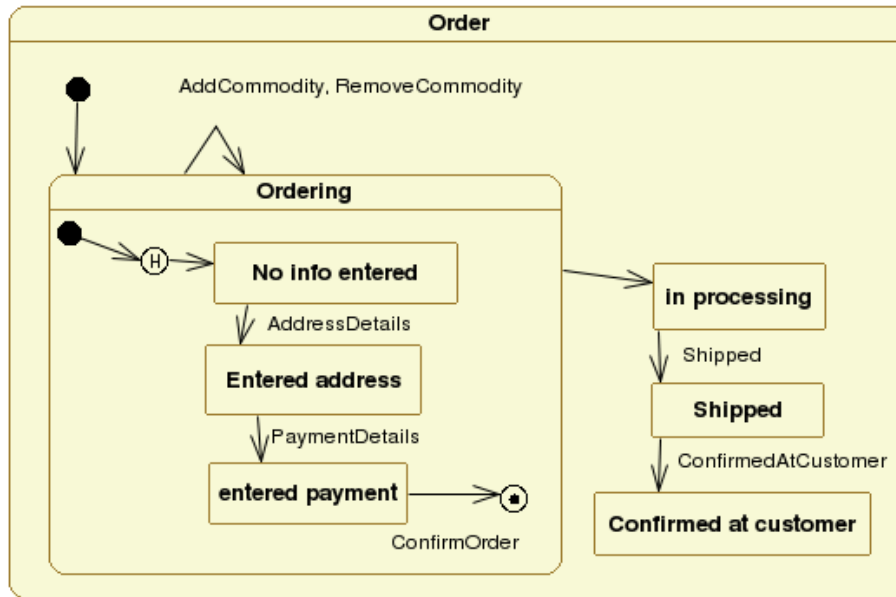 Order
AddCommodity, RemoveCommodity
Ordering
H
No info entered
AddressDetails
Entered address
PaymentDetails
entered payment
ConfirmOrder
in processing
Shipped
Shipped
ConfirmedAtCustomer
Confirmed at customer